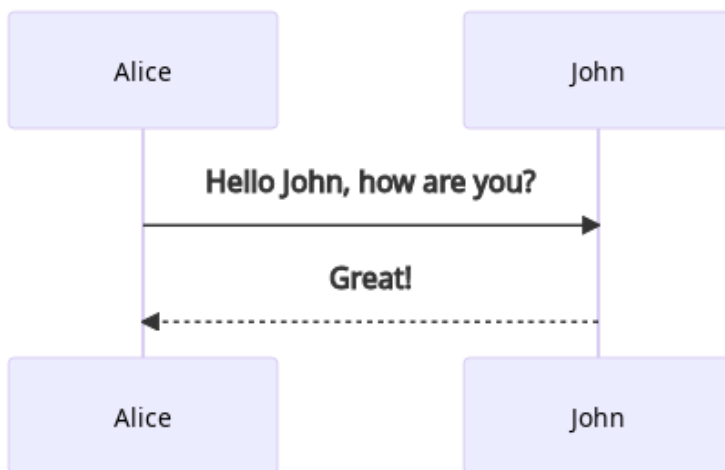 Alice
John
Hello John, how are you?
Great!
Alice
John